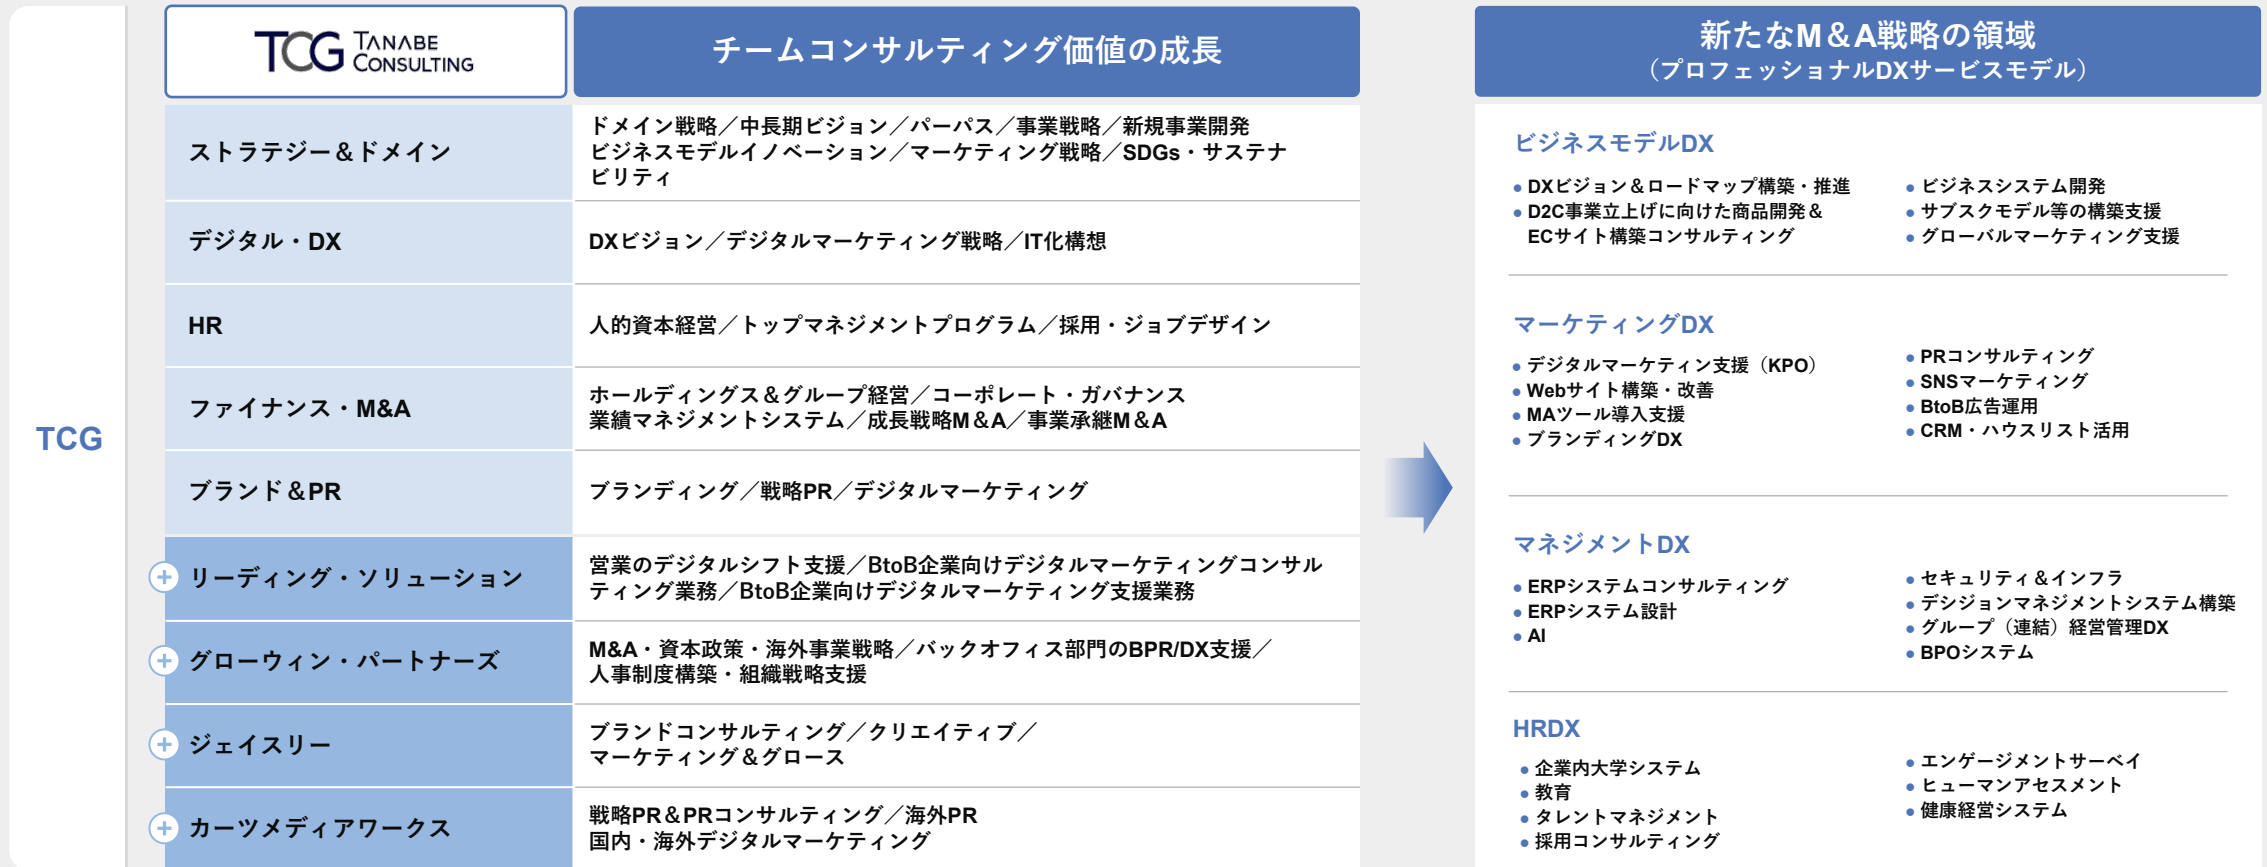 TCG
TCG TANABE CONSULTING
チームコンサルティング価値の成長
ストラテジー＆ドメイン
ドメイン戦略／中長期ビジョン／パーパス／事業戦略／新規事業開発
ビジネスモデルイノベーション／マーケティング戦略／SDGs・サステナ
ビリティ
デジタル・DX
DXビジョン／デジタルマーケティング戦略／IT化構想
HR
人的資本経営／トップマネジメントプログラム／採用・ジョブデザイン
ファイナンス・M&A
ホールディングス＆グループ経営／コーポレート・ガバナンス
業績マネジメントシステム／成長戦略M＆A／事業承継M＆A
ブランド＆PR
ブランディング／戦略PR／デジタルマーケティング
リーディング・ソリューション
営業のデジタルシフト支援／BtoB企業向けデジタルマーケティングコンサル
ティング業務／BtoB企業向けデジタルマーケティング支援業務
グローウィン・パートナーズ
M&A・資本政策・海外事業戦略／バックオフィス部門のBPR/DX支援／
人事制度構築・組織戦略支援
ジェイスリー
ブランドコンサルティング／クリエイティブ／
マーケティング＆グロース
カーツメディアワークス
戦略PR＆PRコンサルティング／海外PR
国内・海外デジタルマーケティング
新たなM＆A戦略の領域
（プロフェッショナルDXサービスモデル）
ビジネスモデルDX
● DXビジョン＆ロードマップ構築・推進
● D2C事業立上げに向けた商品開発＆
ECサイト構築コンサルティング
● ビジネスシステム開発
● サブスクモデル等の構築支援
● グローバルマーケティング支援
マーケティングDX
● デジタルマーケティン支援（KPO）
● Webサイト構築・改善
● MAツール導入支援
● ブランディングDX
● PRコンサルティング
● SNSマーケティング
● BtoB広告運用
● CRM・ハウスリスト活用
マネジメントDX
● ERPシステムコンサルティング
● ERPシステム設計
● AI
● セキュリティ＆インフラ
● デシジョンマネジメントシステム構築
● グループ（連結）経営管理DX
● BPOシステム
HRDX
● 企業内大学システム
● 教育
● タレントマネジメント
● 採用コンサルティング
● エンゲージメントサーベイ
● ヒューマンアセスメント
● 健康経営システム